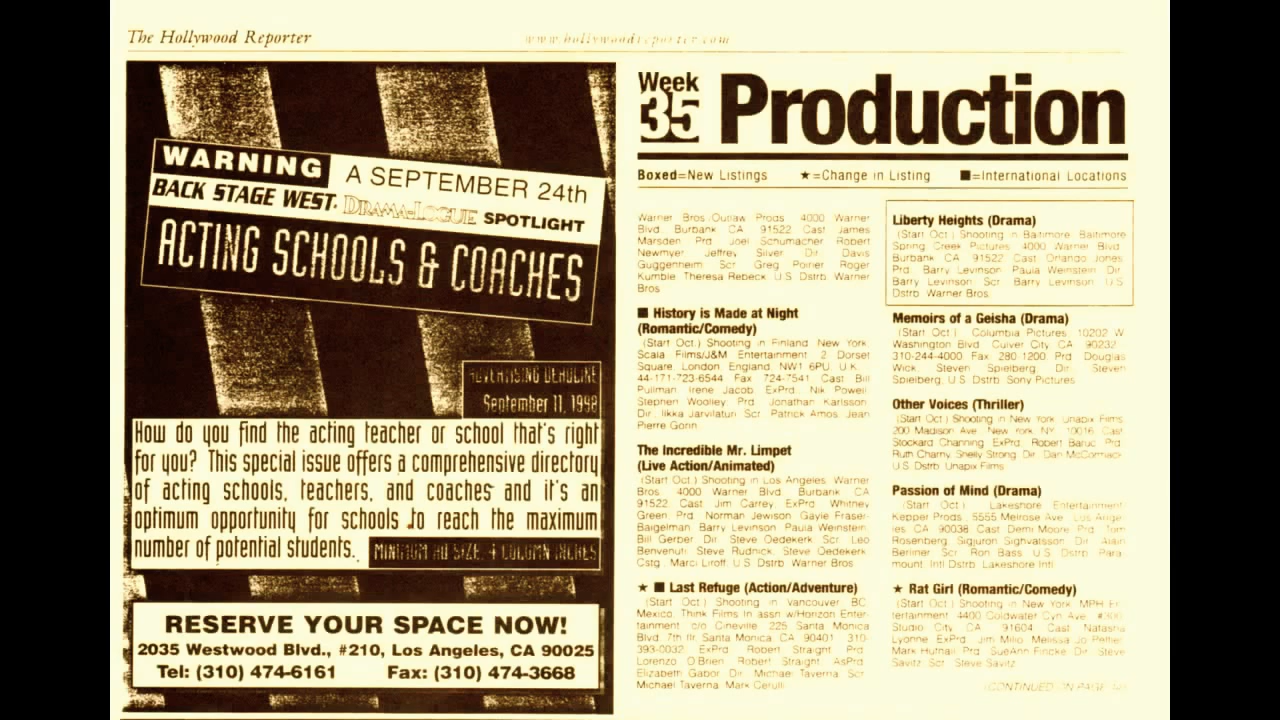 The Hollywood Reporter
www.hollywoodreporter.com
WARNING A SEPTEMBER 24th
BACK STAGE WEST. DRAMA-LOGUE SPOTLIGHT
ACTING SCHOOLS & COACHES
ADVERTISING DEADLINE
September 11, 1998
How do you find the acting teacher or school that's right
for you? This special issue offers a comprehensive directory
of acting schools, teachers, and coaches and it's an
optimum opportunity for schools to reach the maximum
number of potential students.
MINIMUM AD SIZE: 4 COLUMN INCHES
RESERVE YOUR SPACE NOW!
2035 Westwood Blvd., #210, Los Angeles, CA 90025
Tel: (310) 474-6161 Fax: (310) 474-3668
Week
35
Production
Boxed=New Listings ★=Change in Listing ■=International Locations
Warner Bros./Outlaw Prods. 4000 Warner
Blvd. Burbank CA 91522 Cast James
Marsden Prd Joel Schumacher Robert
Newmyer Jeffrey Silver Dir Davis
Guggenheim Scr Greg Poirier Roger
Kumble Theresa Rebeck U.S. Dstrb Warner
Bros
■ History is Made at Night
(Romantic/Comedy)
(Start Oct.) Shooting in Finland New York
Scala Films/J&M Entertainment 2 Dorset
Square London England NW1 6PU U.K.
44-171-723-6544 Fax 724-7541 Cast Bill
Pullman Irene Jacob ExPrd Nik Powell
Stephen Woolley Prd Jonathan Karlsson
Dir Ilkka Jarvilaturi Scr Patrick Amos Jean
Pierre Gorin
The Incredible Mr. Limpet
(Live Action/Animated)
(Start Oct.) Shooting in Los Angeles Warner
Bros 4000 Warner Blvd Burbank CA
91522 Cast Jim Carrey ExPrd Whitney
Green Prd Norman Jewison Gayle Fraser
Baigelman Barry Levinson Paula Weinstein
Bill Gerber Dir Steve Oedekerk Scr Leo
Benvenuti Steve Rudnick Steve Oedekerk
Cstg Marci Liroff U.S. Dstrb Warner Bros
★ ■ Last Refuge (Action/Adventure)
(Start Oct.) Shooting in Vancouver BC
Mexico Think Films In assn w/Horizon Enter-
tainment c/o Cineville 225 Santa Monica
Blvd. 7th flr Santa Monica CA 90401 310-
393-0032 ExPrd Robert Straight Prd
Lorenzo O'Brien Robert Straight AsPrd
Elizabeth Gabor Dir Michael Taverna Scr
Michael Taverna Mark Cerulli
Liberty Heights (Drama)
(Start Oct.) Shooting in Baltimore Baltimore
Spring Creek Pictures 4000 Warner Blvd.
Burbank CA 91522 Cast Orlando Jones
Prd Barry Levinson Paula Weinstein Dir
Barry Levinson Scr Barry Levinson U.S.
Dstrb Warner Bros
Memoirs of a Geisha (Drama)
(Start Oct.) Columbia Pictures 10202 W
Washington Blvd Culver City CA 90232
310-244-4000 Fax 280-1200 Prd Douglas
Wick Steven Spielberg Dir Steven
Spielberg U.S. Dstrb Sony Pictures
Other Voices (Thriller)
(Start Oct.) Shooting in New York Unapix Films
200 Madison Ave New York NY 10016 Cast
Stockard Channing ExPrd Robert Baruc Prd
Ruth Charny Shelly Strong Dir Dan McCormack
U.S. Dstrb Unapix Films
Passion of Mind (Drama)
(Start Oct.) Lakeshore Entertainment
Kepper Prods 5555 Melrose Ave Los Angel-
es CA 90038 Cast Demi Moore Prd Tom
Rosenberg Sigurjon Sighvatsson Dir Alain
Berliner Scr Ron Bass U.S. Dstrb Para
mount Intl Dstrb Lakeshore Intl
★ Rat Girl (Romantic/Comedy)
(Start Oct.) Shooting in New York MPH En-
tertainment 4400 Coldwater Cyn Ave #300
Studio City CA 91604 Cast Natasha
Lyonne ExPrd Jim Milio Melissa Jo Peltier
Mark Hufnail Prd SueAnn Fincke Dir Steve
Savitz Scr Steve Savitz
(CONTINUED ON PAGE